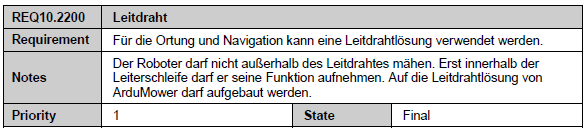 REQ10.2200 Leitdraht
Requirement Für die Ortung und Navigation kann eine Leitdrahtlösung verwendet werden.
Notes Der Roboter darf nicht außerhalb des Leitdrahtes mähen. Erst innerhalb der
Leiterschleife darf er seine Funktion aufnehmen. Auf die Leitdrahtlösung von
ArduMower darf aufgebaut werden.
Priority 1 State Final